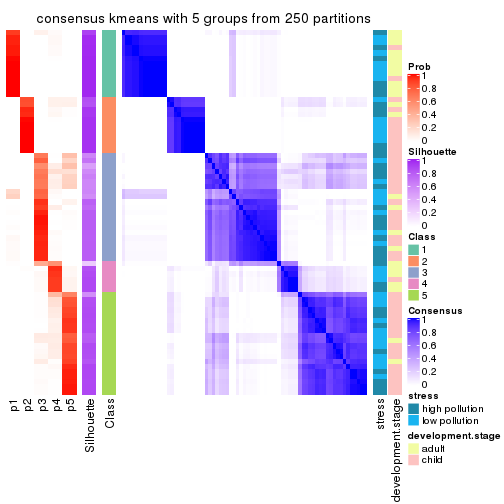 consensus kmeans with 5 groups from 250 partitions
Prob
1
0.8
0.6
0.4
0.2
0
Silhouette
1
0.8
0.6
0.4
0.2
0
Class
1
2
3
4
5
Consensus
1
0.8
0.6
0.4
0.2
0
stress
high pollution
low pollution
development.stage
adult
child
p1
p2
p3
p4
p5
Silhouette
Class
stress
development.stage